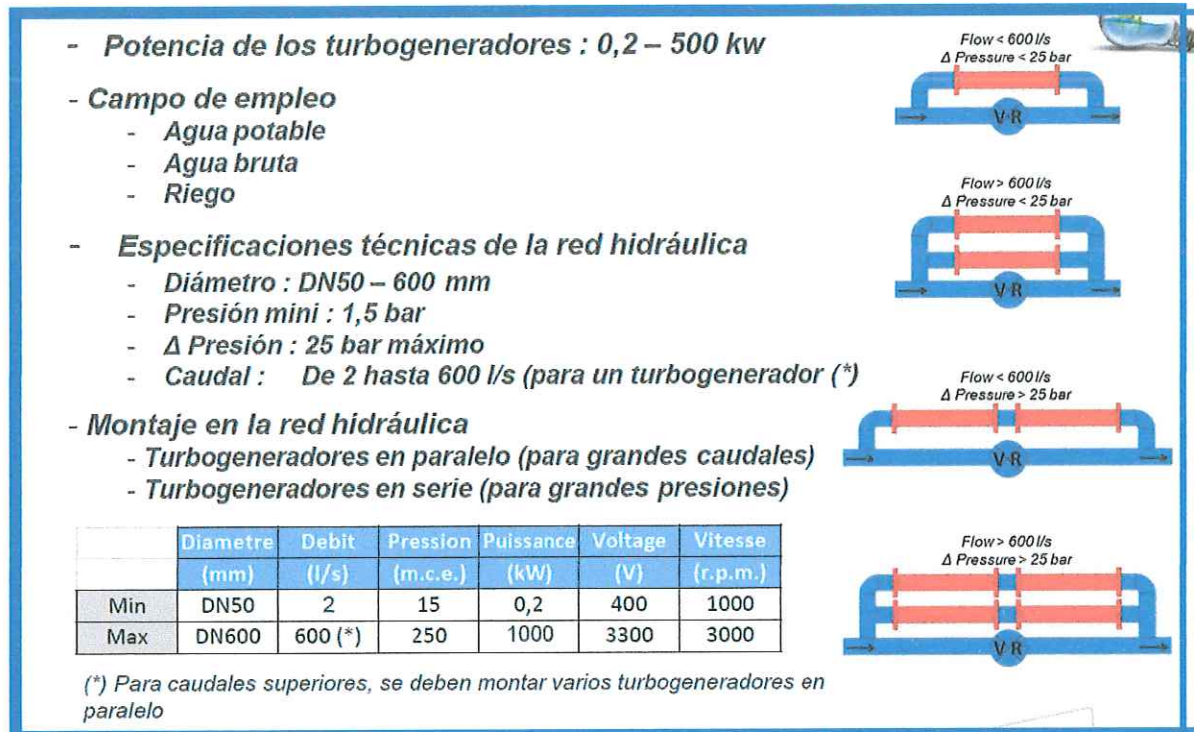 - Potencia de los turbogeneradores : 0,2 – 500 kw
- Campo de empleo
- Agua potable
- Agua bruta
- Riego
- Especificaciones técnicas de la red hidráulica
- Diámetro : DN50 – 600 mm
- Presión mini : 1,5 bar
- Δ Presión : 25 bar máximo
- Caudal : De 2 hasta 600 l/s (para un turbogenerador (*)
- Montaje en la red hidráulica
- Turbogeneradores en paralelo (para grandes caudales)
- Turbogeneradores en serie (para grandes presiones)
Diametre Debit Pression Puissance Voltage Vitesse
(mm) (l/s) (m.c.e.) (kW) (V) (r.p.m.)
Min DN50 2 15 0,2 400 1000
Max DN600 600 (*) 250 1000 3300 3000
(*) Para caudales superiores, se deben montar varios turbogeneradores en
paralelo
Flow < 600 l/s
Δ Pressure < 25 bar
V R
Flow > 600 l/s
Δ Pressure < 25 bar
V R
Flow < 600 l/s
Δ Pressure > 25 bar
V R
Flow > 600 l/s
Δ Pressure > 25 bar
V R